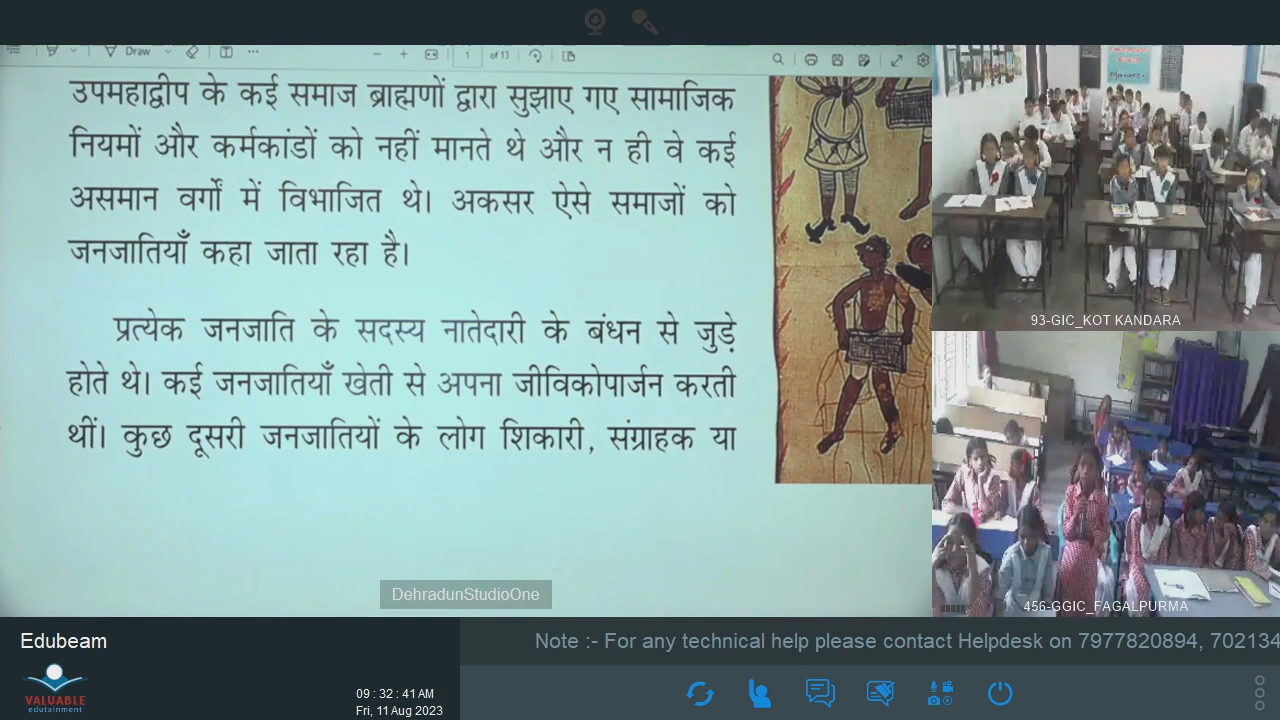 Draw
1
of 13
उपमहाद्वीप के कई समाज ब्राह्मणों द्वारा सुझाए गए सामाजिक
नियमों और कर्मकांडों को नहीं मानते थे और न ही वे कई
असमान वर्गों में विभाजित थे। अकसर ऐसे समाजों को
जनजातियाँ कहा जाता रहा है।
प्रत्येक जनजाति के सदस्य नातेदारी के बंधन से जुड़े
होते थे। कई जनजातियाँ खेती से अपना जीविकोपार्जन करती
थीं। कुछ दूसरी जनजातियों के लोग शिकारी, संग्राहक या
DehradunStudioOne
93-GIC_KOT KANDARA
456-GGIC_FAGALPURMA
Edubeam
VALUABLE
edutainment
09 : 32 : 41 AM
Fri, 11 Aug 2023
Note :- For any technical help please contact Helpdesk on 7977820894, 702134